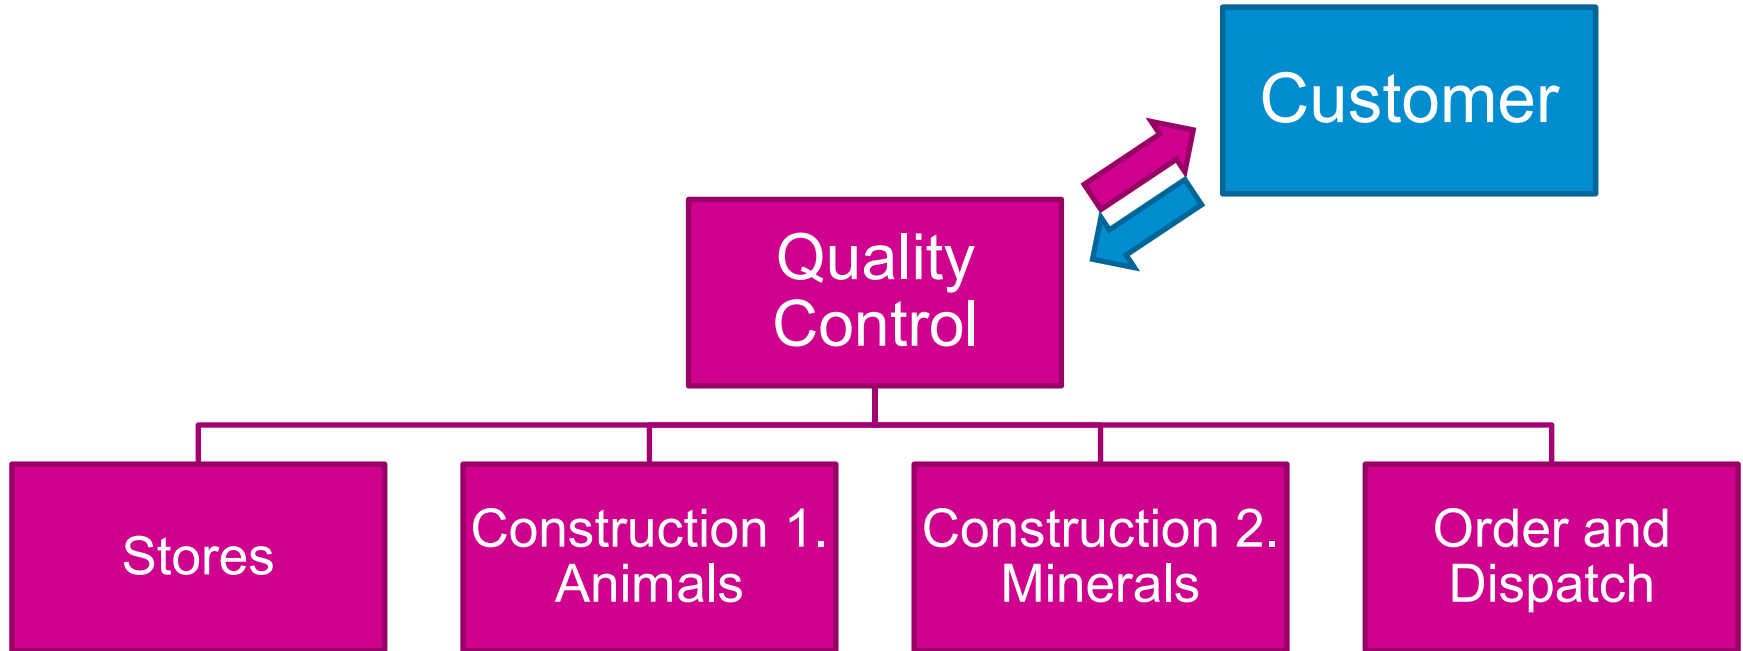 Customer
Quality
Control
Stores
Construction 1.
Animals
Construction 2.
Minerals
Order and
Dispatch